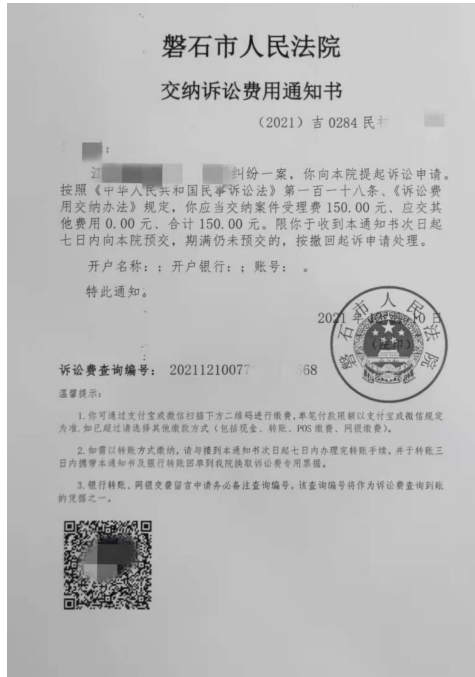 磐石市人民法院
交纳诉讼费用通知书
（2021）吉 0284 民
：
纠纷一案，你向本院提起诉讼申请。
按照《中华人民共和国民事诉讼法》第一百一十八条、《诉讼费
用交纳办法》规定，你应当交纳案件受理费 150.00 元、应交其
他费用 0.00 元、合计 150.00 元。限你于收到本通知书次日起
七日内向本院预交，期满仍未预交的，按撤回起诉申请处理。
开户名称：；开户银行：；账号： 。
特此通知。
磐石市人民法院
2021 年 12 10 日
诉讼费查询编号： 20211210077 68
温馨提示：
1.你可通过支付宝或微信扫描下方二维码进行缴费，单笔付款限额以支付宝或微信规定
为准，如已超过请选择其他缴款方式（包括现金、转账、POS 缴费、网银缴费）。
2.如需以转账方式缴纳，请与接到本通知书次日起七日内办理完转账手续，并于转账三
日内携带本通知书及银行转账回单到我院换取诉讼费专用票据。
3.银行转账、网银交费留言中请务必备注查询编号，该查询编号将作为诉讼费查询到账
的凭据之一。